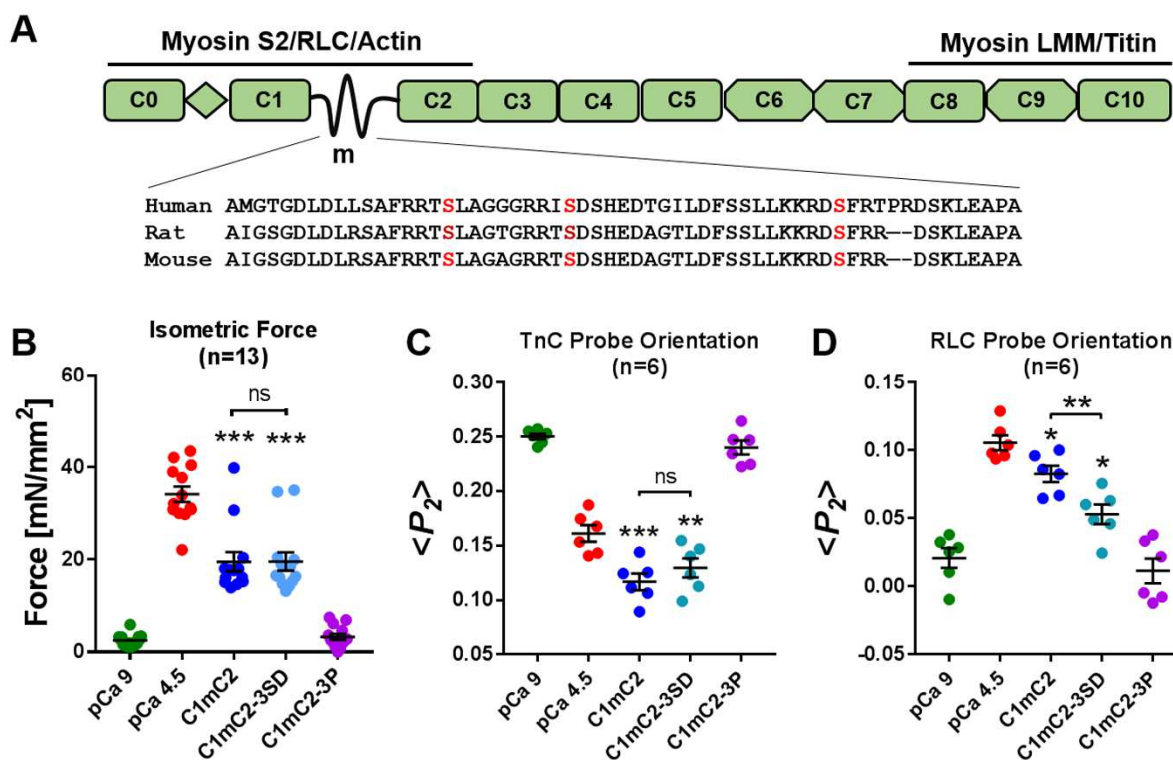 A
Myosin S2/RLC/Actin
Myosin LMM/Titin
C0 C1 C2 C3 C4 C5 C6 C7 C8 C9 C10
m
Human AMGTGDLDLLSAFRRTSLAGGGRRISDSHEDTGILDFSSLLKKRDSFRTPRDSKLEAPA
Rat AIGSGDLDLRSAFRRTSLAGTGRRTSDSHEDAGTLDFSSLLKKRDSFRR––DSKLEAPA
Mouse AIGSGDLDLRSAFRRTSLAGAGRRTSDSHEDAGTLDFSSLLKKRDSFRR––DSKLEAPA
B
Isometric Force
(n=13)
Force [mN/mm²]
60
40
20
0
ns
*** ***
pCa 9
pCa 4.5
C1mC2
C1mC2-3SD
C1mC2-3P
C
TnC Probe Orientation
(n=6)
<P₂>
0.30
0.25
0.20
0.15
0.10
0.05
ns
*** **
pCa 9
pCa 4.5
C1mC2
C1mC2-3SD
C1mC2-3P
D
RLC Probe Orientation
(n=6)
<P₂>
0.15
0.10
0.05
0.00
-0.05
**
* *
pCa 9
pCa 4.5
C1mC2
C1mC2-3SD
C1mC2-3P